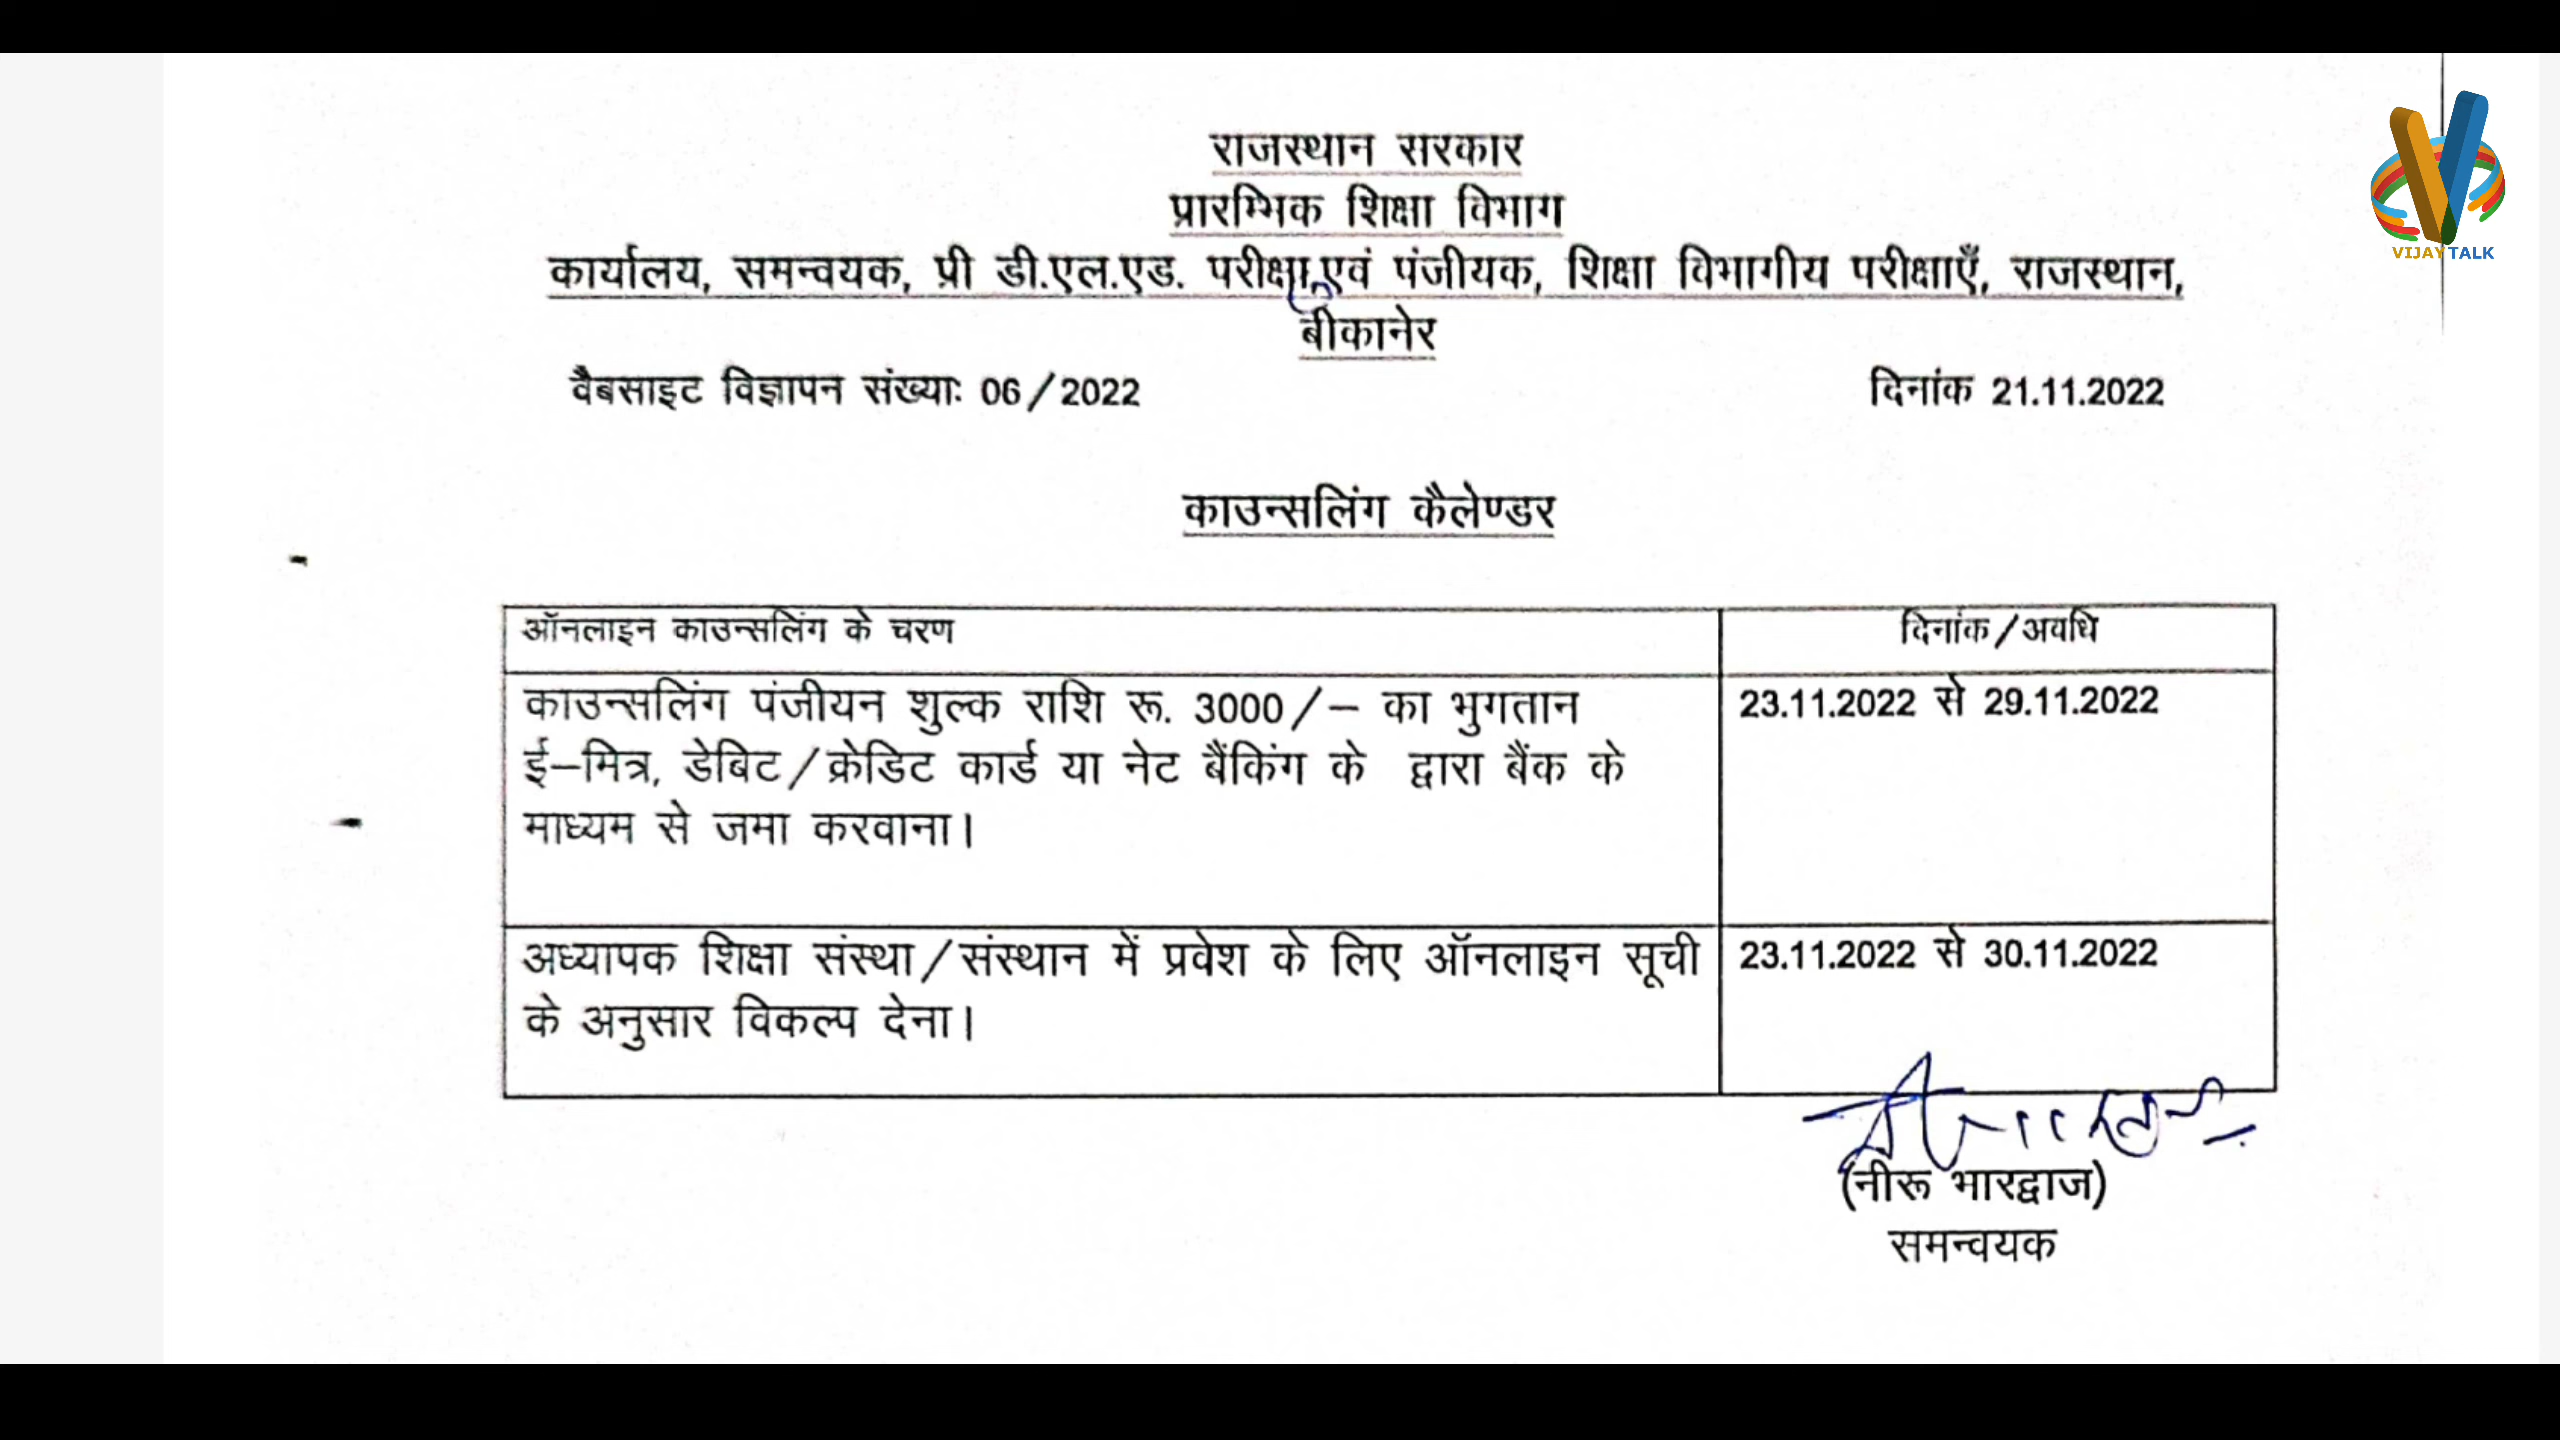 राजस्थान सरकार
प्रारम्भिक शिक्षा विभाग
कार्यालय, समन्वयक, प्री डी.एल.एड. परीक्षा एवं पंजीयक, शिक्षा विभागीय परीक्षाएँ, राजस्थान,
बीकानेर
वैबसाइट विज्ञापन संख्याः 06/2022 दिनांक 21.11.2022
काउन्सलिंग कैलेण्डर
ऑनलाइन काउन्सलिंग के चरण दिनांक/अवधि
काउन्सलिंग पंजीयन शुल्क राशि रू. 3000/– का भुगतान 23.11.2022 से 29.11.2022
ई–मित्र, डेबिट/क्रेडिट कार्ड या नेट बैंकिंग के द्वारा बैंक के
माध्यम से जमा करवाना।
अध्यापक शिक्षा संस्था/संस्थान में प्रवेश के लिए ऑनलाइन सूची 23.11.2022 से 30.11.2022
के अनुसार विकल्प देना।
(नीरू भारद्वाज)
समन्वयक
VIJAY TALK